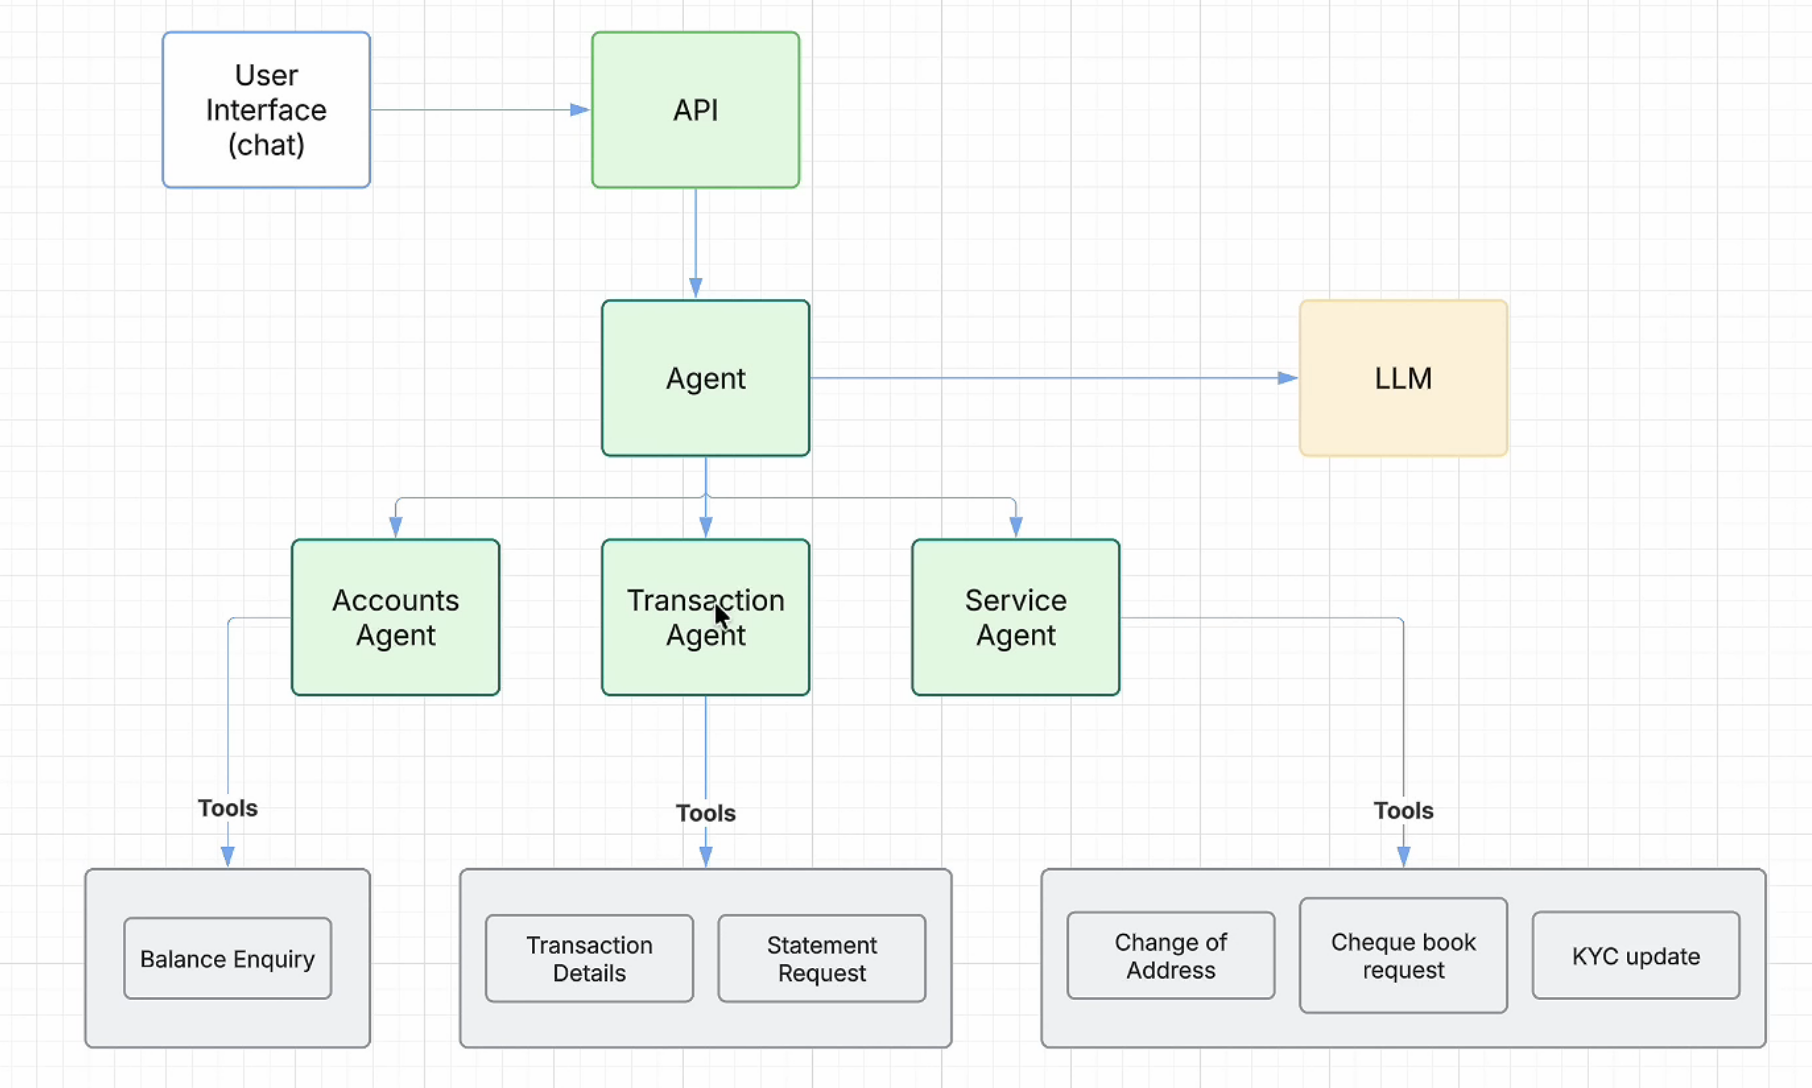 User
Interface
(chat)
API
Agent
LLM
Accounts
Agent
Transaction
Agent
Service
Agent
Tools
Tools
Tools
Balance Enquiry
Transaction
Details
Statement
Request
Change of
Address
Cheque book
request
KYC update